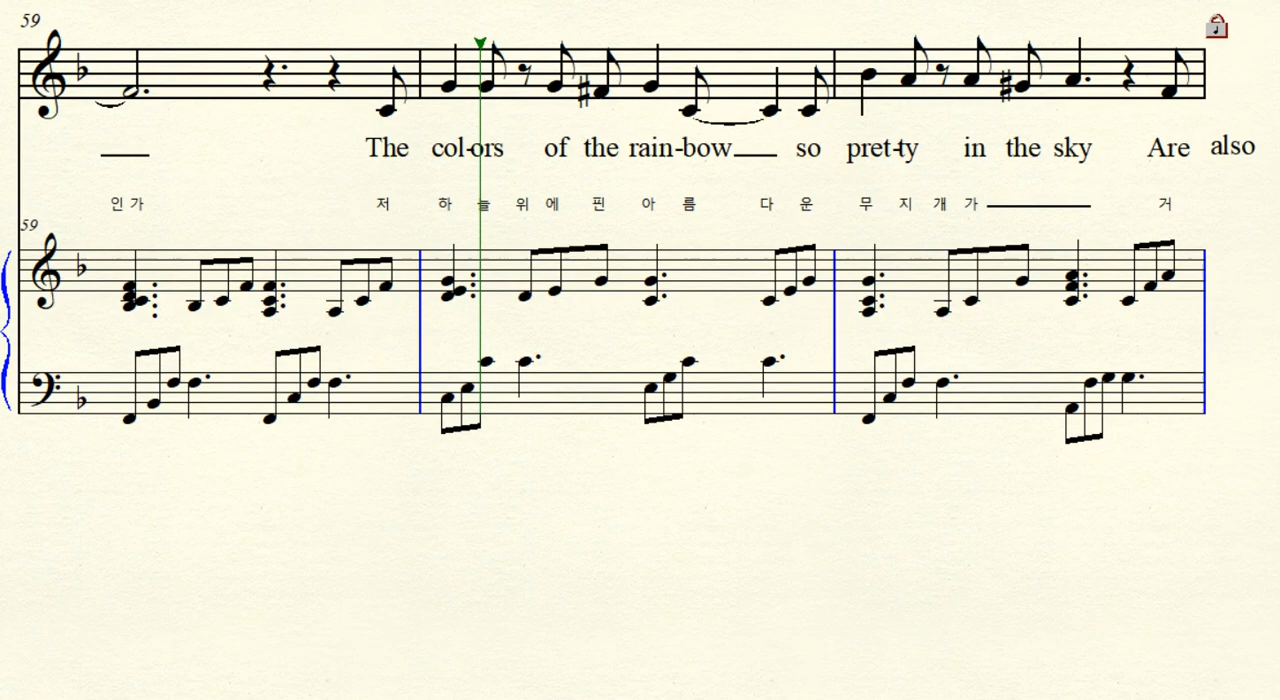 59
The col-ors of the rain-bow so pret-ty in the sky Are also
인 가 저 하 늘 위 에 핀 아 름 다 운 무 지 개 가 거
59